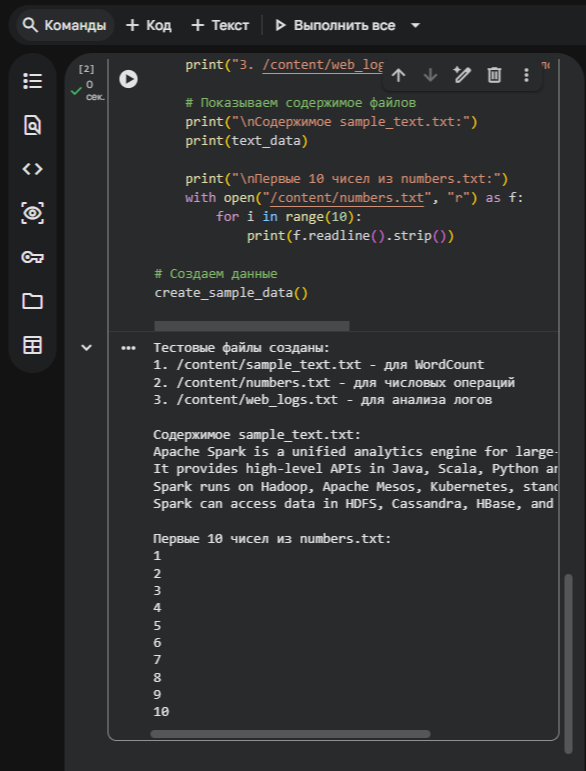 Команды + Код + Текст Выполнить все
[2]
0
сек.
print("3. /content/web_log
# Показываем содержимое файлов
print("\nСодержимое sample_text.txt:")
print(text_data)
print("\nПервые 10 чисел из numbers.txt:")
with open("/content/numbers.txt", "r") as f:
for i in range(10):
print(f.readline().strip())
# Создаем данные
create_sample_data()
Тестовые файлы созданы:
1. /content/sample_text.txt - для WordCount
2. /content/numbers.txt - для числовых операций
3. /content/web_logs.txt - для анализа логов
Содержимое sample_text.txt:
Apache Spark is a unified analytics engine for large-
It provides high-level APIs in Java, Scala, Python an
Spark runs on Hadoop, Apache Mesos, Kubernetes, stand
Spark can access data in HDFS, Cassandra, HBase, and
Первые 10 чисел из numbers.txt:
1
2
3
4
5
6
7
8
9
10